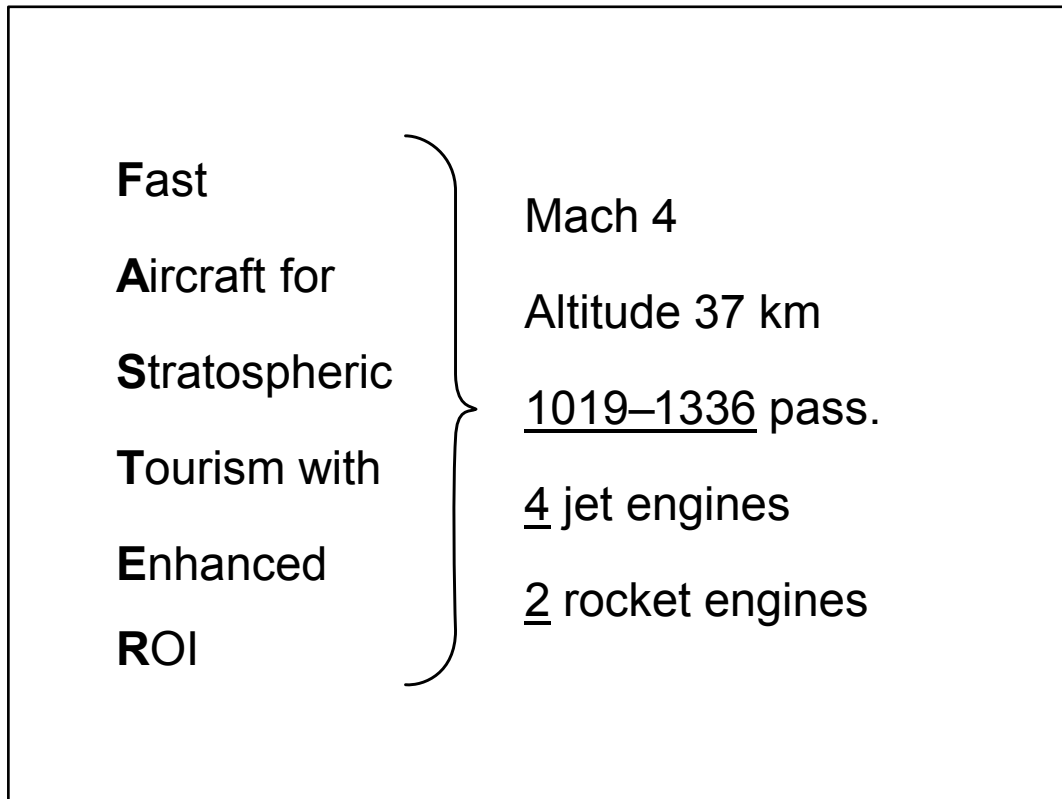 Fast
Aircraft for
Stratospheric
Tourism with
Enhanced
ROI
Mach 4
Altitude 37 km
1019–1336 pass.
4 jet engines
2 rocket engines